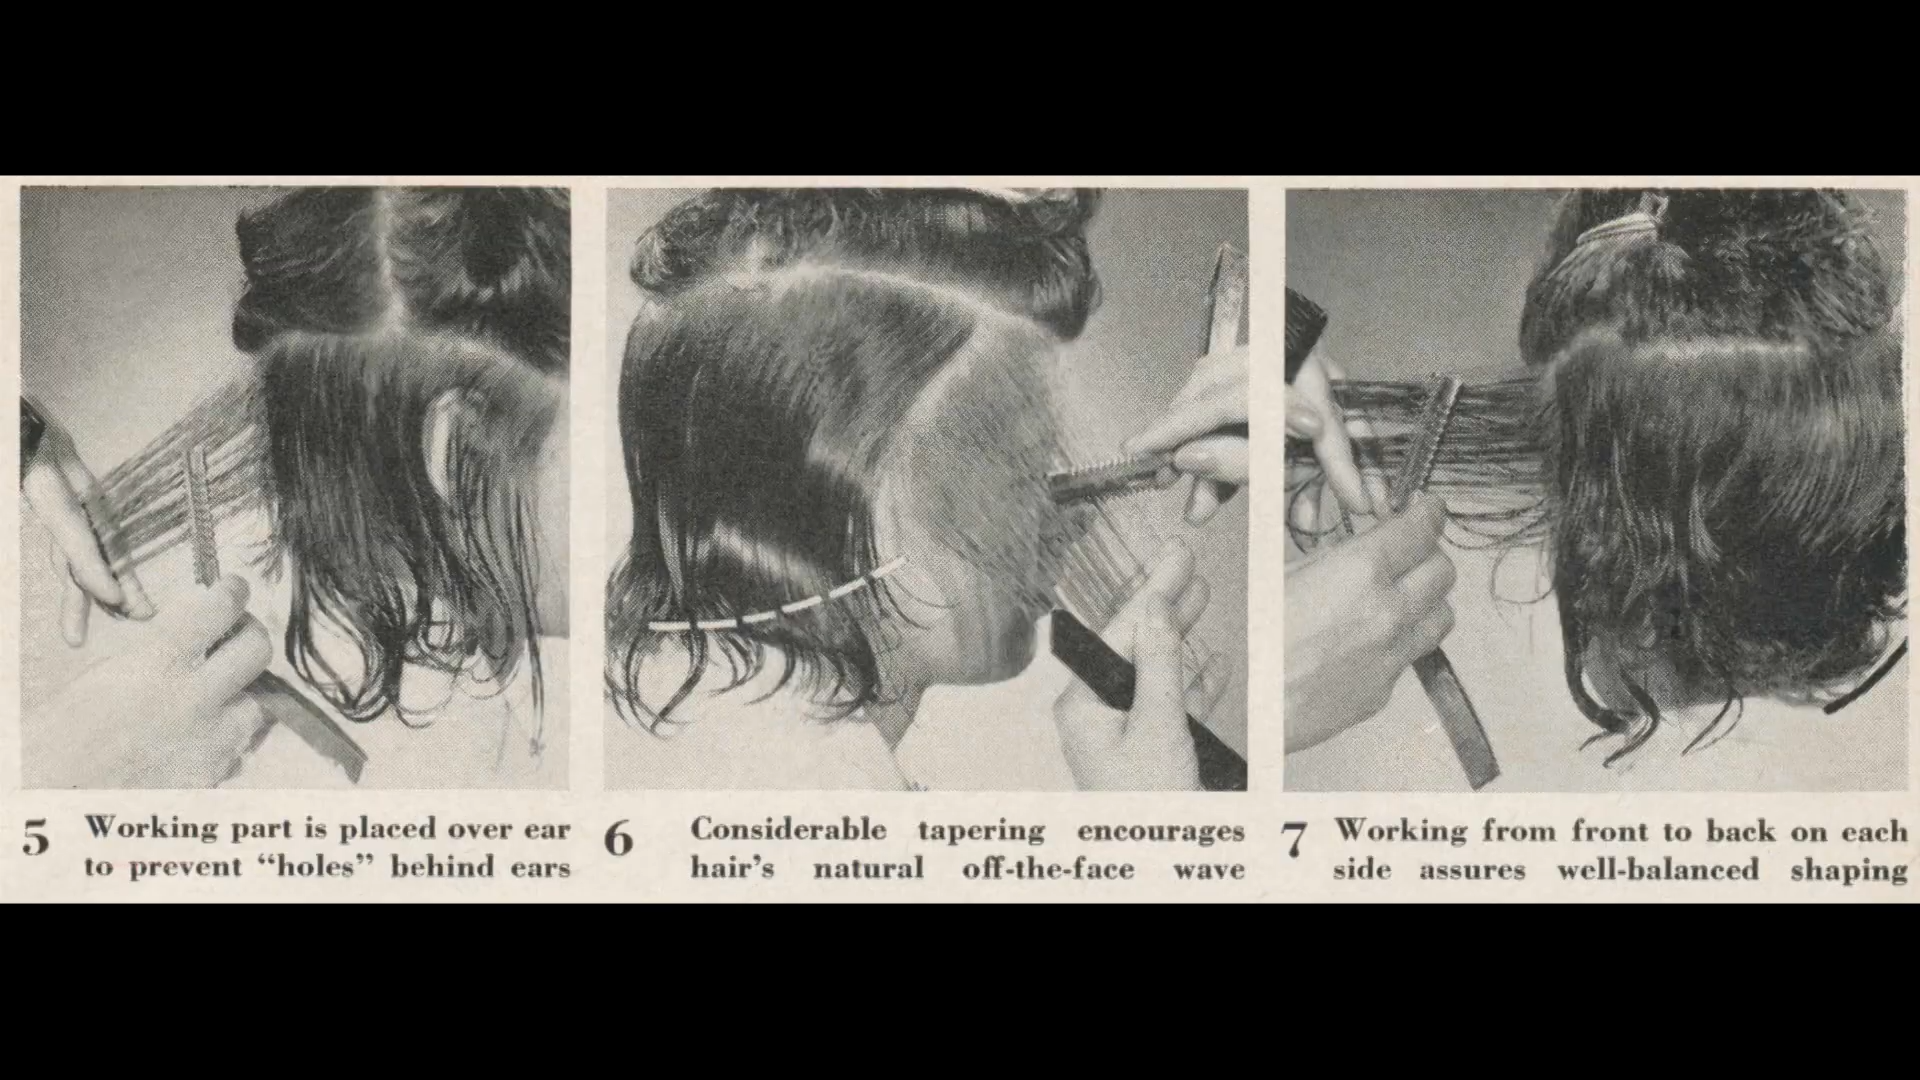 5 Working part is placed over ear
to prevent “holes” behind ears
6 Considerable tapering encourages
hair’s natural off-the-face wave
7 Working from front to back on each
side assures well-balanced shaping